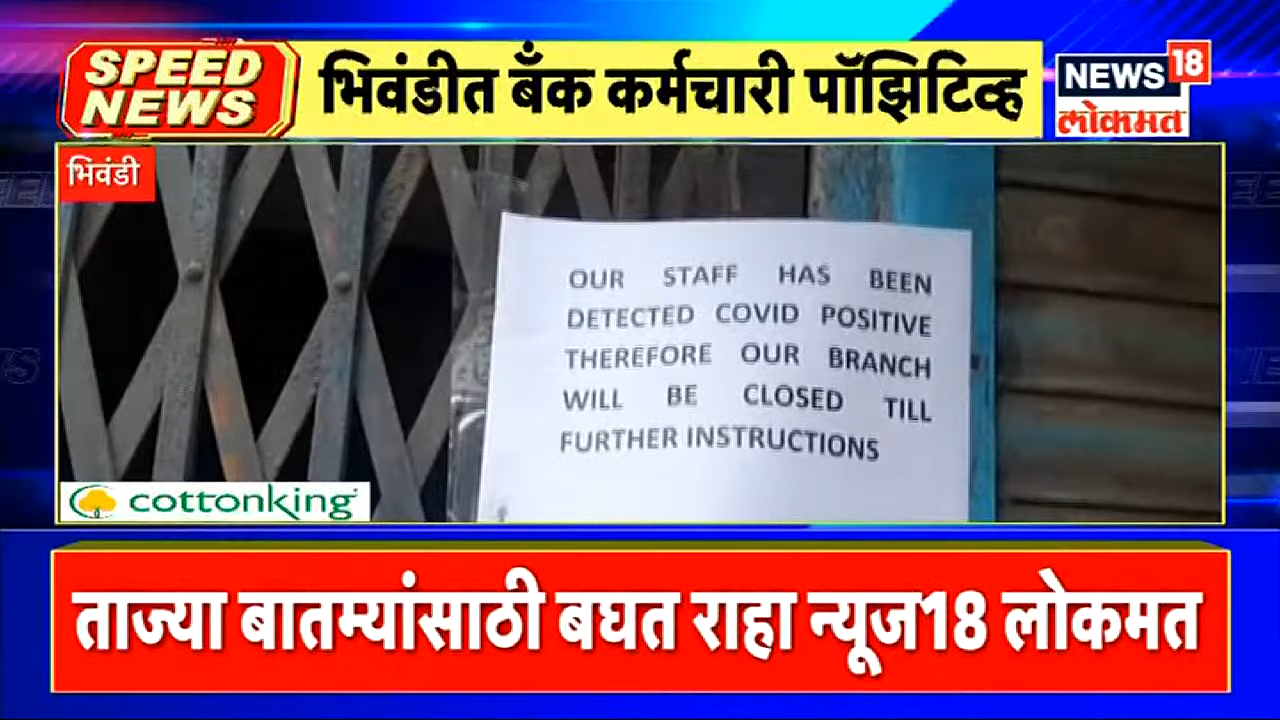 SPEED
NEWS
भिवंडीत बँक कर्मचारी पॉझिटिव्ह
NEWS 18
लोकमत
भिवंडी
OUR STAFF HAS BEEN
DETECTED COVID POSITIVE
THEREFORE OUR BRANCH
WILL BE CLOSED TILL
FURTHER INSTRUCTIONS
cottonking
ताज्या बातम्यांसाठी बघत राहा न्यूज18 लोकमत